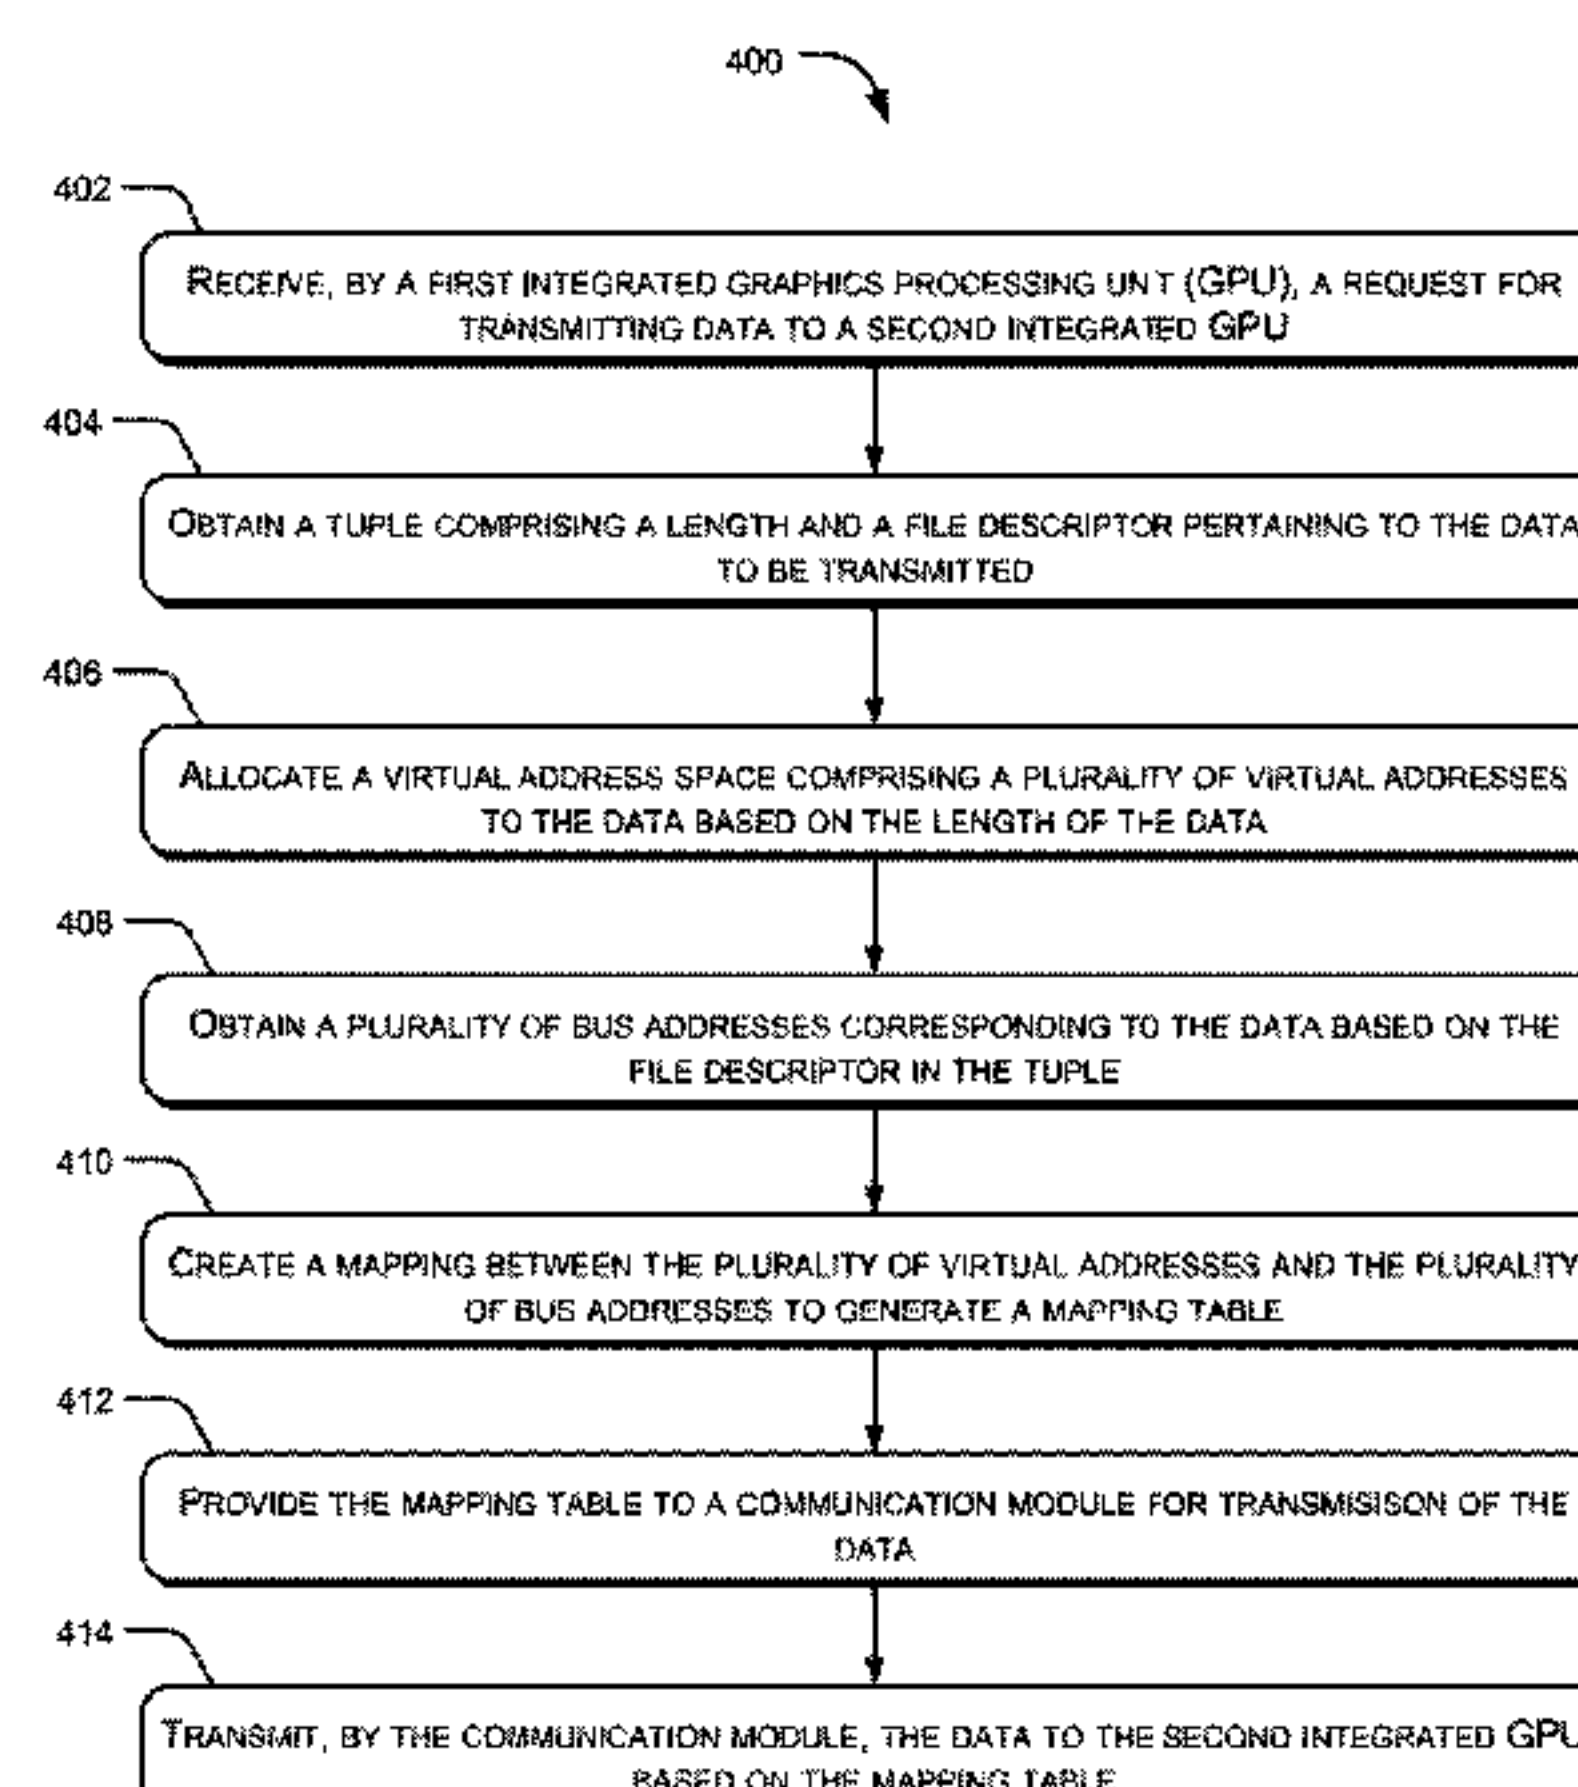 400
402
RECEIVE, BY A FIRST INTEGRATED GRAPHICS PROCESSING UNIT (GPU), A REQUEST FOR
TRANSMITTING DATA TO A SECOND INTEGRATED GPU
404
OBTAIN A TUPLE COMPRISING A LENGTH AND A FILE DESCRIPTOR PERTAINING TO THE DATA
TO BE TRANSMITTED
406
ALLOCATE A VIRTUAL ADDRESS SPACE COMPRISING A PLURALITY OF VIRTUAL ADDRESSES
TO THE DATA BASED ON THE LENGTH OF THE DATA
408
OBTAIN A PLURALITY OF BUS ADDRESSES CORRESPONDING TO THE DATA BASED ON THE
FILE DESCRIPTOR IN THE TUPLE
410
CREATE A MAPPING BETWEEN THE PLURALITY OF VIRTUAL ADDRESSES AND THE PLURALITY
OF BUS ADDRESSES TO GENERATE A MAPPING TABLE
412
PROVIDE THE MAPPING TABLE TO A COMMUNICATION MODULE FOR TRANSMISISON OF THE
DATA
414
TRANSMIT, BY THE COMMUNICATION MODULE, THE DATA TO THE SECOND INTEGRATED GPU
BASED ON THE MAPPING TABLE